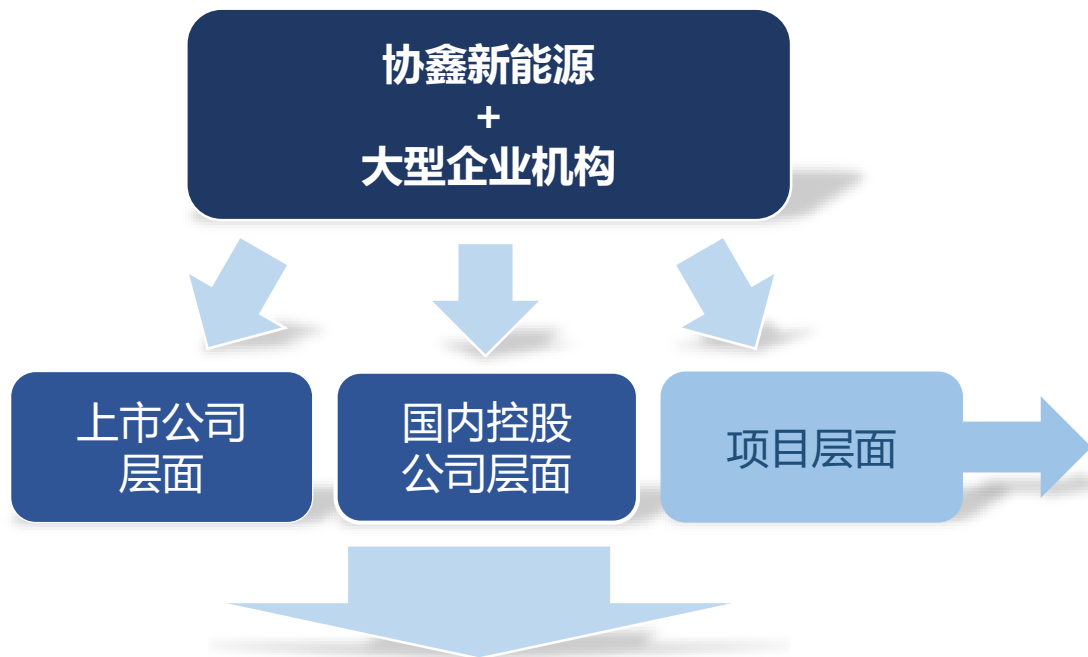 协鑫新能源
+
大型企业机构
上市公司
层面
国内控股
公司层面
项目层面